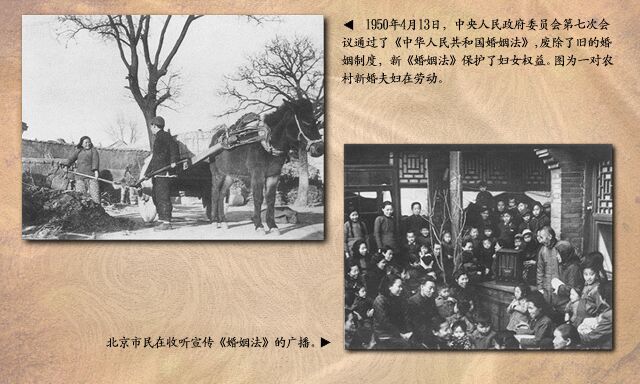 ◀ 1950年4月13日，中央人民政府委员会第七次会
议通过了《中华人民共和国婚姻法》,废除了旧的婚
姻制度，新《婚姻法》保护了妇女权益。图为一对农
村新婚夫妇在劳动。
北京市民在收听宣传《婚姻法》的广播。▶